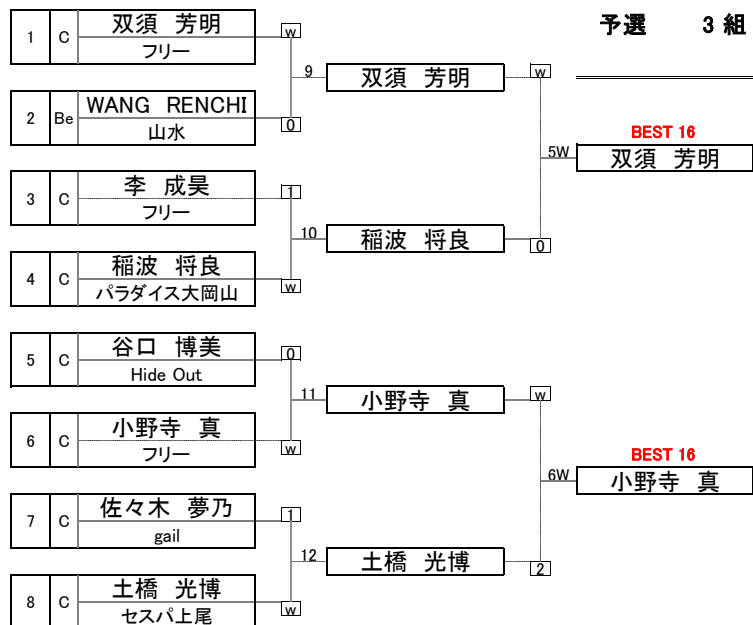 予選 3 組
1 C 双須 芳明 w
フリー
9 双須 芳明 w
2 Be WANG RENCHI 0
山水
BEST 16
5W 双須 芳明
3 C 李 成昊 1
フリー
10 稲波 将良 0
4 C 稲波 将良 w
パラダイス大岡山
5 C 谷口 博美 0
Hide Out
11 小野寺 真 w
6 C 小野寺 真 w
フリー
BEST 16
6W 小野寺 真
7 C 佐々木 夢乃 1
gail
12 土橋 光博 2
8 C 土橋 光博 w
セスパ上尾